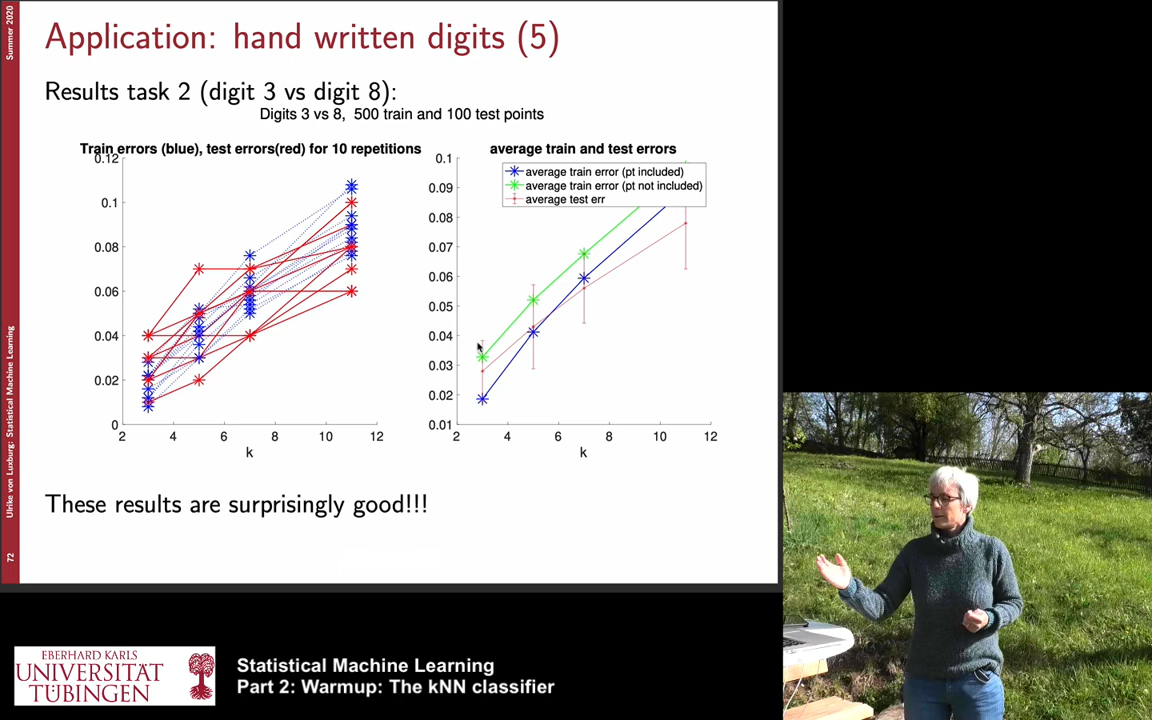 Summer 2020
Application: hand written digits (5)
Results task 2 (digit 3 vs digit 8):
Digits 3 vs 8, 500 train and 100 test points
Train errors (blue), test errors(red) for 10 repetitions
0.12
0.1
0.08
0.06
0.04
0.02
0
2 4 6 8 10 12
k
average train and test errors
average train error (pt included)
average train error (pt not included)
average test err
0.1
0.09
0.08
0.07
0.06
0.05
0.04
0.03
0.02
0.01
2 4 6 8 10 12
k
These results are surprisingly good!!!
Ulrike von Luxburg: Statistical Machine Learning
72
EBERHARD KARLS
UNIVERSITÄT
TÜBINGEN
Statistical Machine Learning
Part 2: Warmup: The kNN classifier